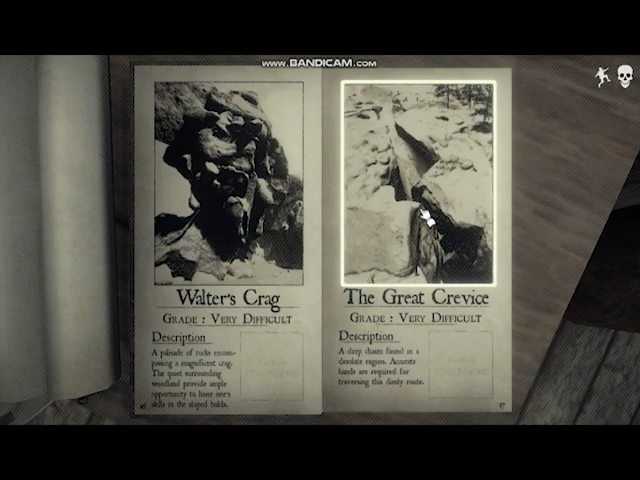 www.BANDICAM.com
Walter's Crag
Grade : Very Difficult
Description
A palisade of rocks encom-
passing a magnificent crag.
The quiet surrounding
woodland provide ample
opportunity to hone one's
skills in the sloped holds.
The Great Crevice
Grade : Very Difficult
Description
A deep chasm found in a
desolate region. Accurate
hands are required for
traversing this dimly route.